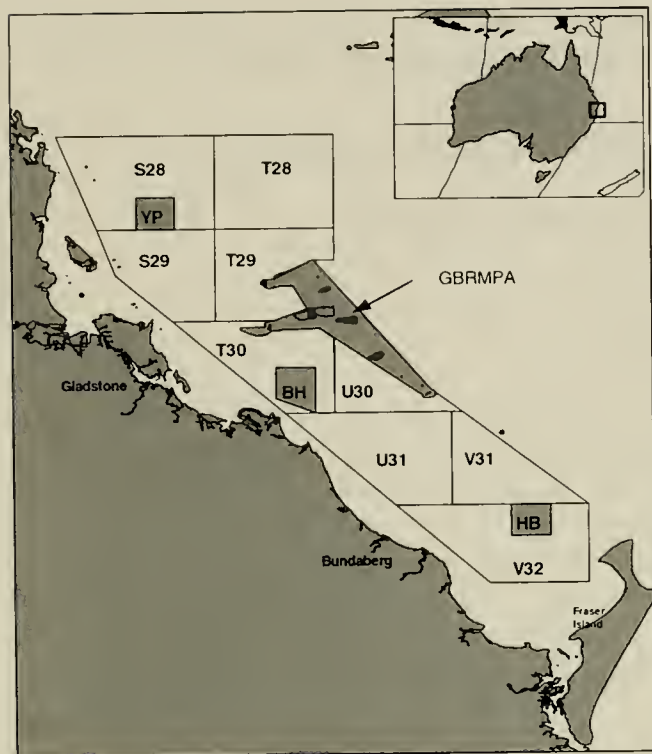 S28
T28
YP
S29
T29
GBRMPA
T30
BH
U30
Gladstone
U31
V31
HB
Bundaberg
V32
Fraser
Island